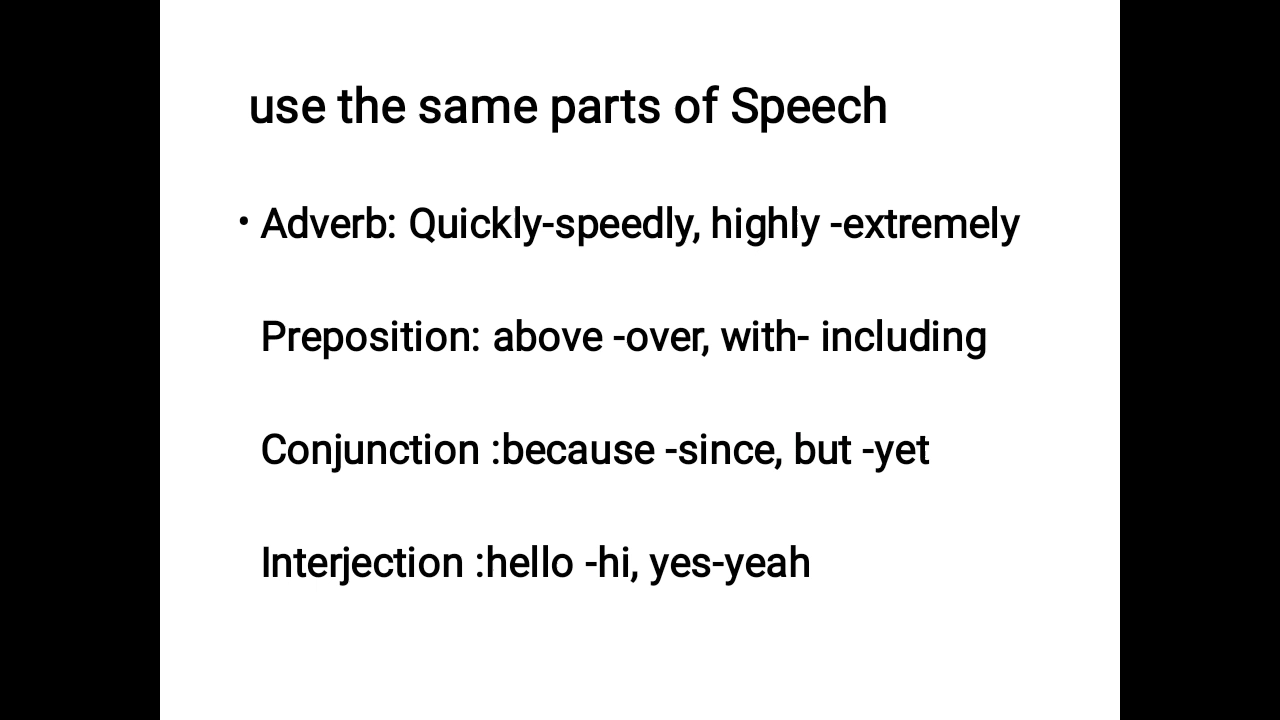 use the same parts of Speech
• Adverb: Quickly-speedly, highly -extremely
Preposition: above -over, with- including
Conjunction :because -since, but -yet
Interjection :hello -hi, yes-yeah